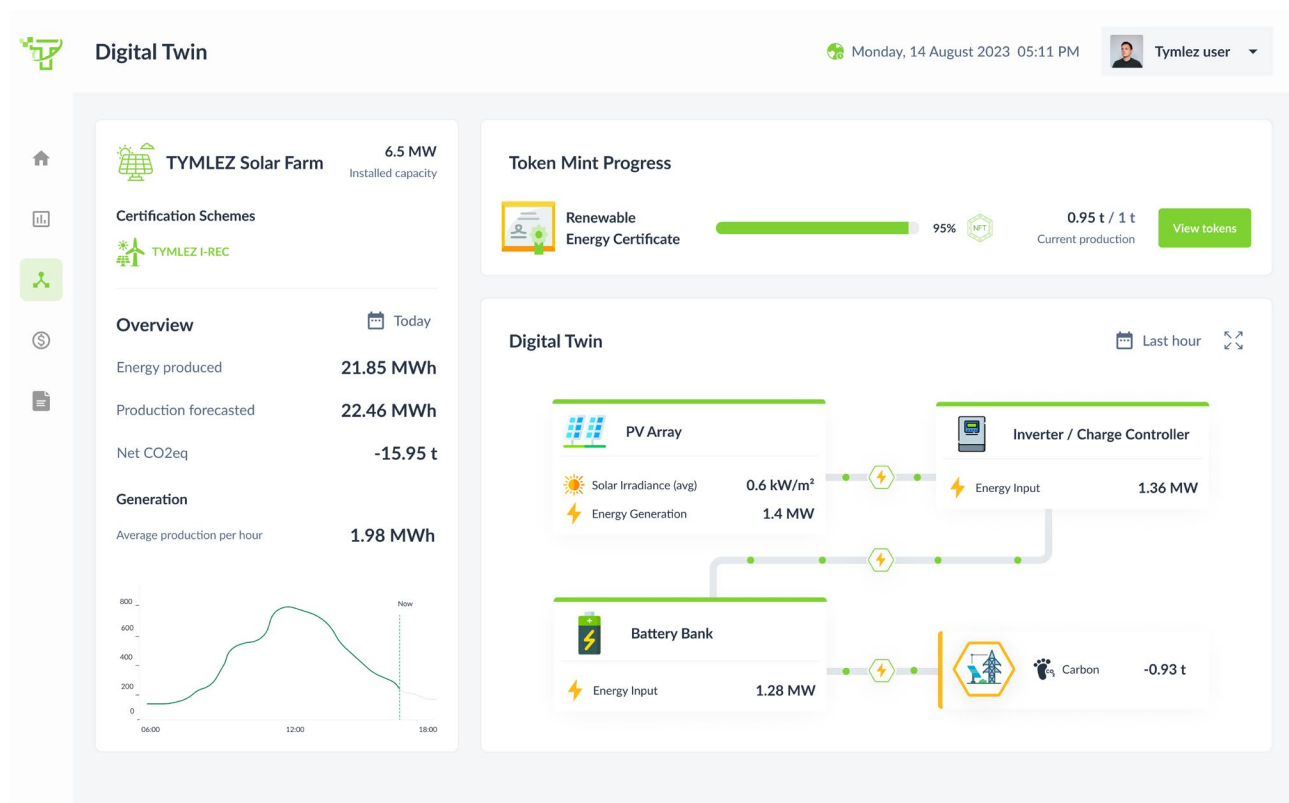 Digital Twin
Monday, 14 August 2023 05:11 PM
Tymlez user
TYMLEZ Solar Farm
6.5 MW
Installed capacity
Certification Schemes
TYMLEZ I-REC
Overview
Today
Energy produced
21.85 MWh
Production forecasted
22.46 MWh
Net CO2eq
-15.95 t
Generation
Average production per hour
1.98 MWh
800
600
400
200
0
Now
06:00
12:00
18:00
Token Mint Progress
Renewable
Energy Certificate
95%
NFT
0.95 t / 1 t
Current production
View tokens
Digital Twin
Last hour
PV Array
Solar Irradiance (avg)
0.6 kW/m²
Energy Generation
1.4 MW
Inverter / Charge Controller
Energy Input
1.36 MW
Battery Bank
Energy Input
1.28 MW
CO₂
Carbon
-0.93 t